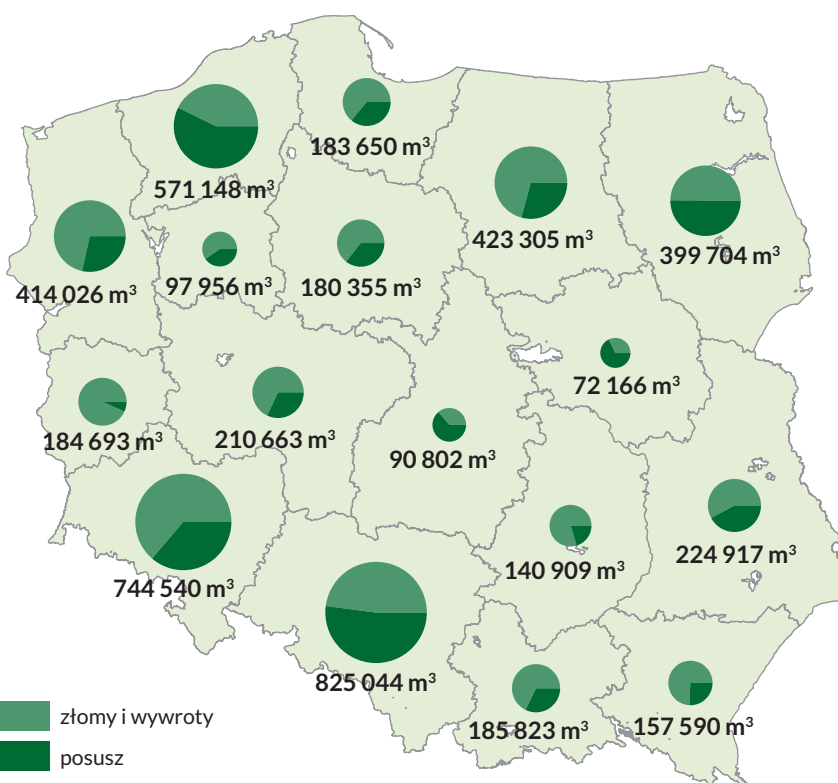 183 650 m³
571 148 m³
423 305 m³
399 704 m³
414 026 m³
97 956 m³
180 355 m³
72 166 m³
184 693 m³
210 663 m³
90 802 m³
224 917 m³
140 909 m³
744 540 m³
825 044 m³
185 823 m³
157 590 m³
złomy i wywroty
posusz